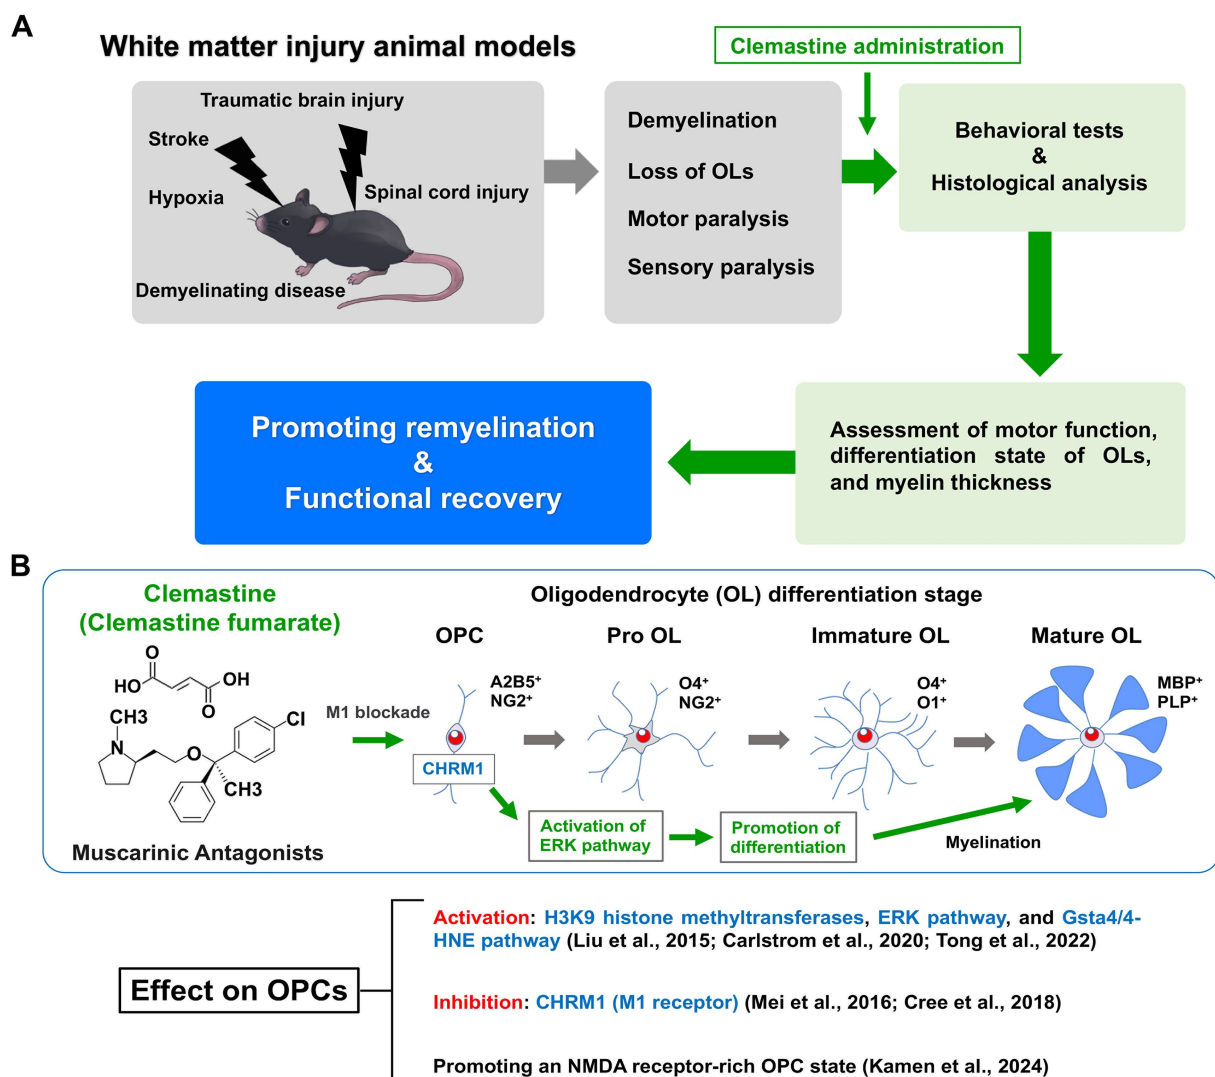 A
White matter injury animal models
Clemastine administration
Traumatic brain injury
Stroke
Hypoxia
Spinal cord injury
Demyelinating disease
Demyelination
Loss of OLs
Motor paralysis
Sensory paralysis
Behavioral tests
&
Histological analysis
Assessment of motor function,
differentiation state of OLs,
and myelin thickness
Promoting remyelination
&
Functional recovery
B
Clemastine
(Clemastine fumarate)
O
HO
OH
O
CH3
N
O
Cl
CH3
Muscarinic Antagonists
M1 blockade
Oligodendrocyte (OL) differentiation stage
OPC
A2B5⁺
NG2⁺
CHRM1
Pro OL
O4⁺
NG2⁺
Immature OL
O4⁺
O1⁺
Mature OL
MBP⁺
PLP⁺
Activation of
ERK pathway
Promotion of
differentiation
Myelination
Effect on OPCs
Activation: H3K9 histone methyltransferases, ERK pathway, and Gsta4/4-
HNE pathway (Liu et al., 2015; Carlstrom et al., 2020; Tong et al., 2022)
Inhibition: CHRM1 (M1 receptor) (Mei et al., 2016; Cree et al., 2018)
Promoting an NMDA receptor-rich OPC state (Kamen et al., 2024)